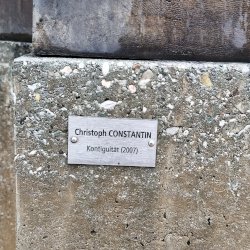 Christoph CONSTANTIN
Kontiguität (2007)